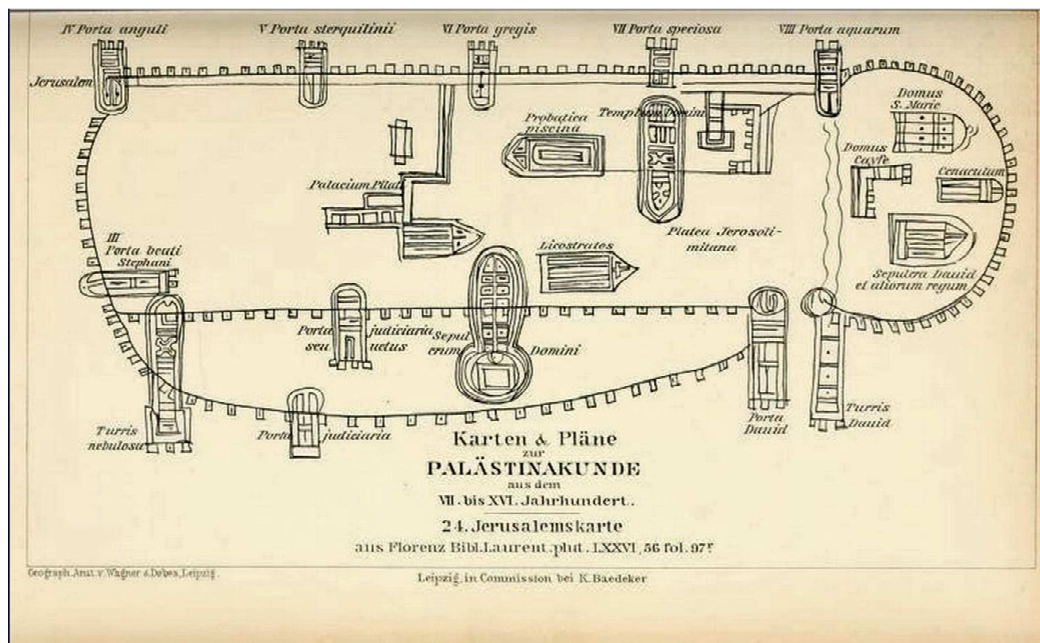 IV Porta anguli
V Porta sterquilinii
VI Porta gregis
VII Porta speciosa
VIII Porta aquarum
Jerusalem
Domus
S. Marie
Templum Domini
Probatica
piscina
Domus
Cayfe
Cenaculum
Palacium Pilati
Platea Jerosoli-
mitana
Licostratos
Sepulcra Dauid
et aliorum regum
III
Porta beati
Stephani
Porta judiciaria
seu uetus
Sepul
crum Domini
Turris
nebulosa
Porta judiciaria
Porta
Dauid
Turris
Dauid
Karten & Pläne
zur
PALÄSTINAKUNDE
aus dem
VII. bis XVI. Jahrhundert.
24. Jerusalemskarte
aus Florenz Bibl. Laurent. plut. LXXVI, 56 fol. 97r
Geograph. Anst. v. Wagner & Debes, Leipzig.
Leipzig, in Commission bei K. Baedeker